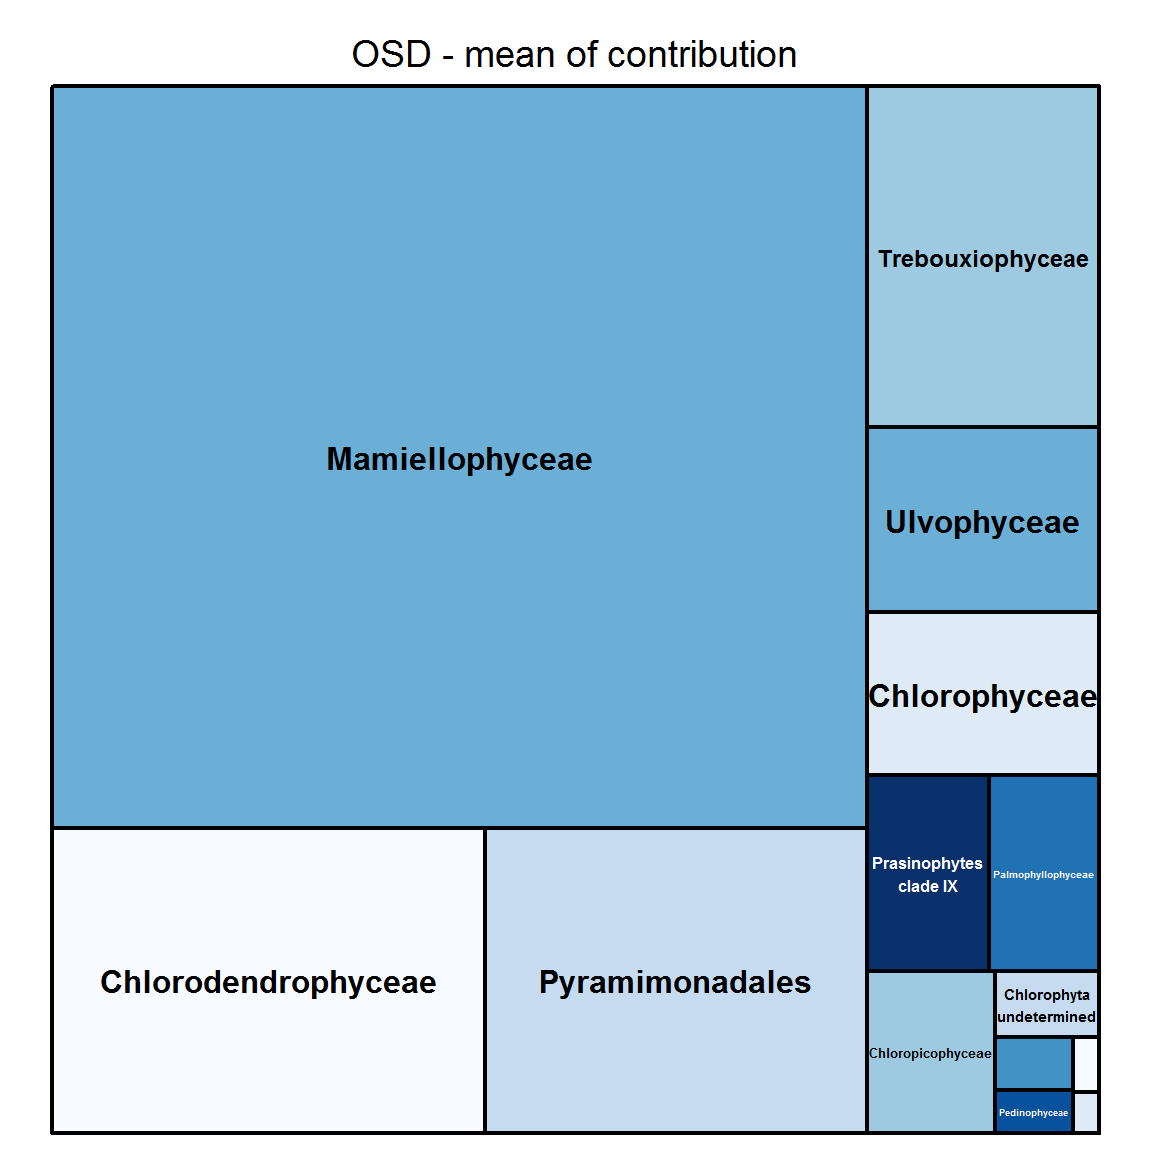 OSD - mean of contribution
Mamiellophyceae
Trebouxiophyceae
Ulvophyceae
Chlorophyceae
Prasinophytes
clade IX
Palmophyllophyceae
Chlorodendrophyceae
Pyramimonadales
Chloropicophyceae
Chlorophyta
undetermined
Pedinophyceae